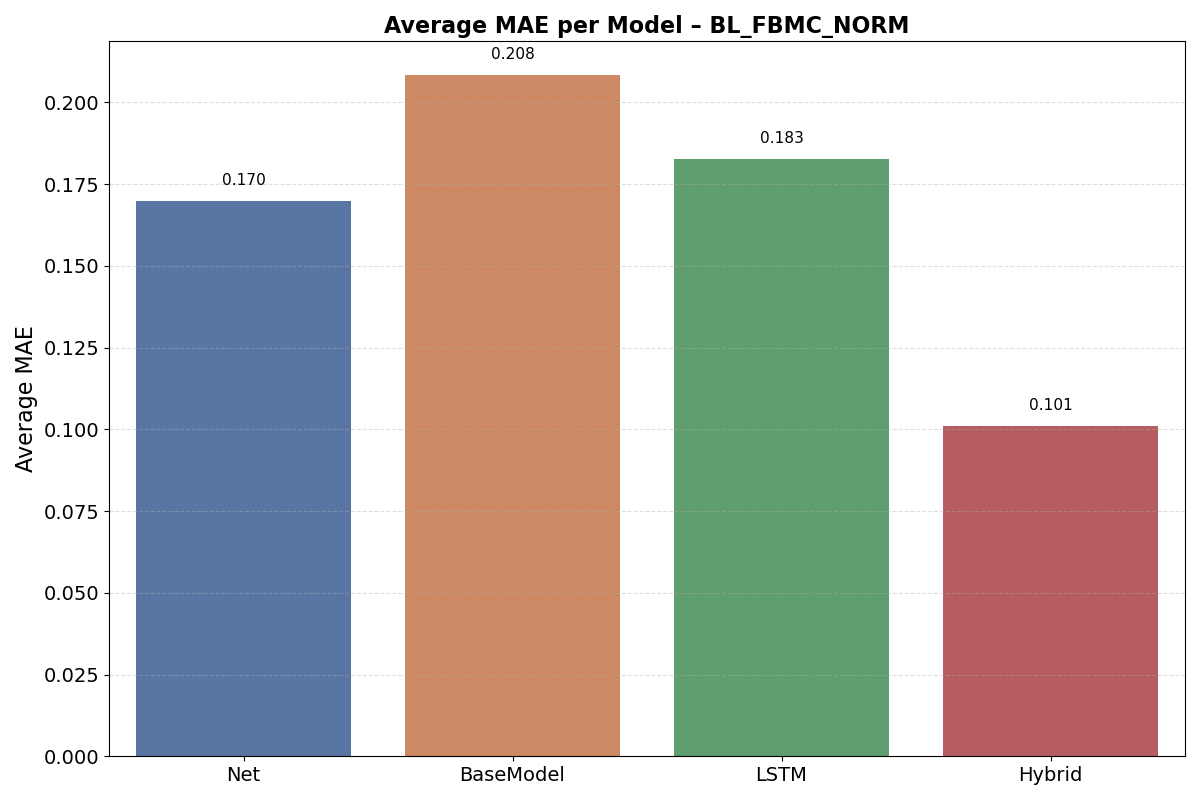 Average MAE per Model – BL_FBMC_NORM
Average MAE
0.200
0.175
0.150
0.125
0.100
0.075
0.050
0.025
0.000
0.170
0.208
0.183
0.101
Net
BaseModel
LSTM
Hybrid